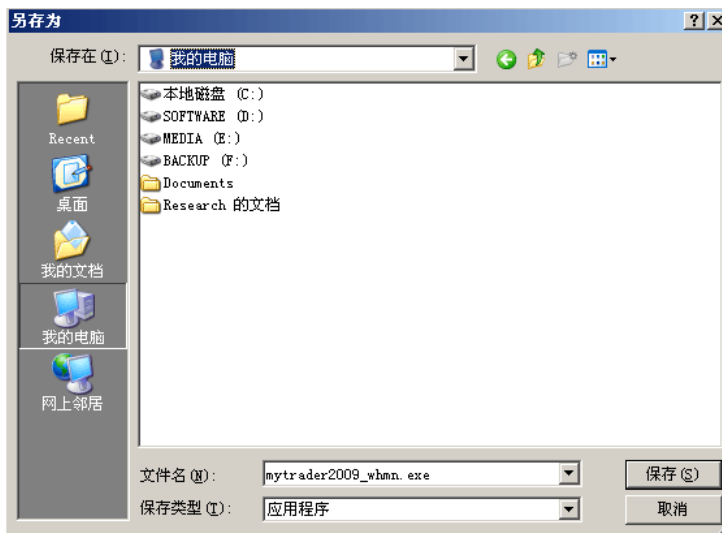 另存为
保存在(I):
我的电脑
Recent
桌面
我的文档
我的电脑
网上邻居
本地磁盘 (C:)
SOFTWARE (D:)
MEDIA (E:)
BACKUP (F:)
Documents
Research 的文档
文件名(N):
mytrader2009_whmn.exe
保存(S)
保存类型(T):
应用程序
取消